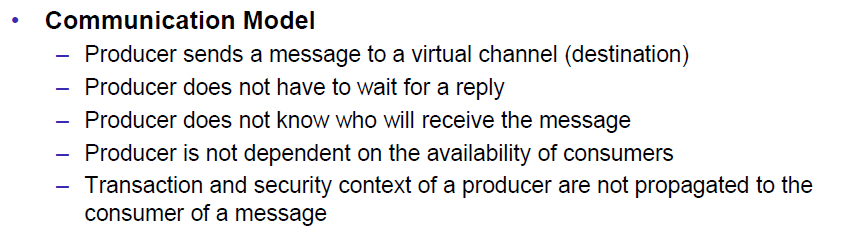 • Communication Model
– Producer sends a message to a virtual channel (destination)
– Producer does not have to wait for a reply
– Producer does not know who will receive the message
– Producer is not dependent on the availability of consumers
– Transaction and security context of a producer are not propagated to the
consumer of a message